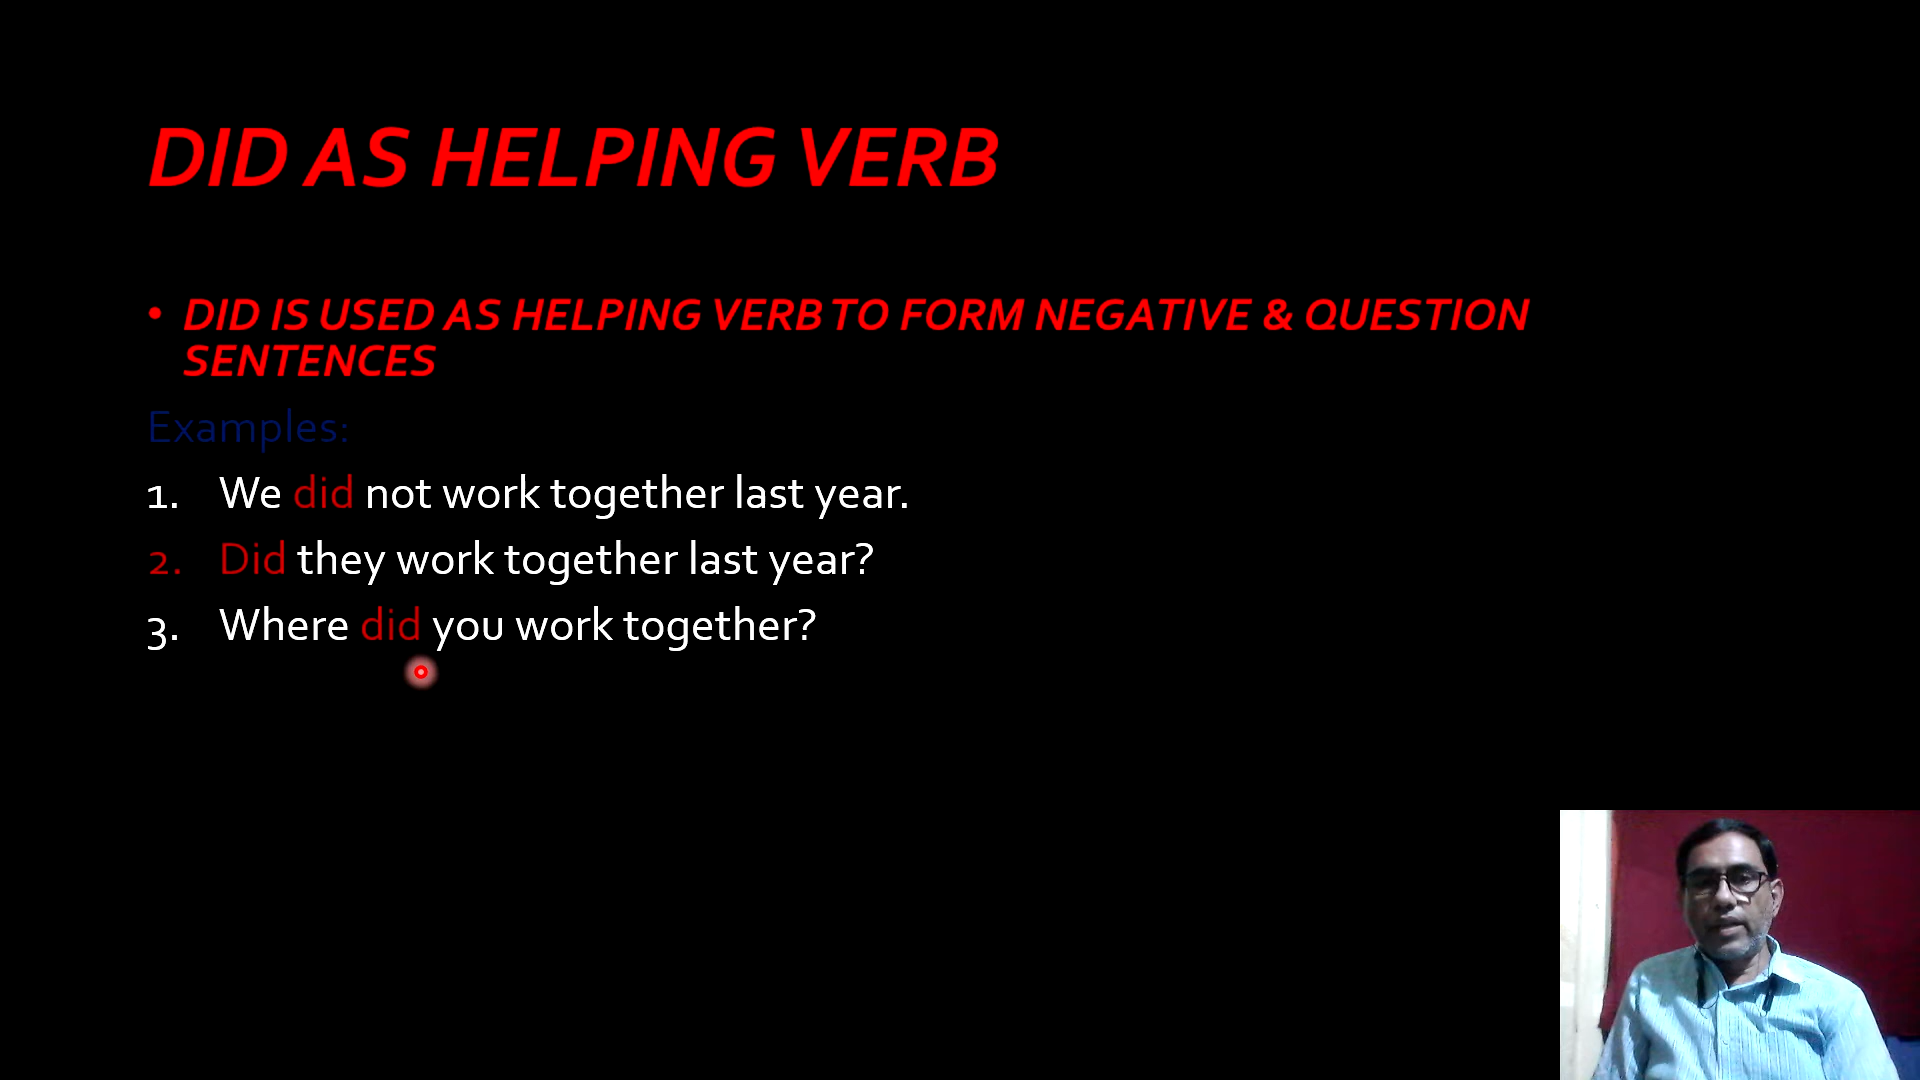 DID AS HELPING VERB
• DID IS USED AS HELPING VERB TO FORM NEGATIVE & QUESTION
SENTENCES
Examples:
1. We did not work together last year.
2. Did they work together last year?
3. Where did you work together?